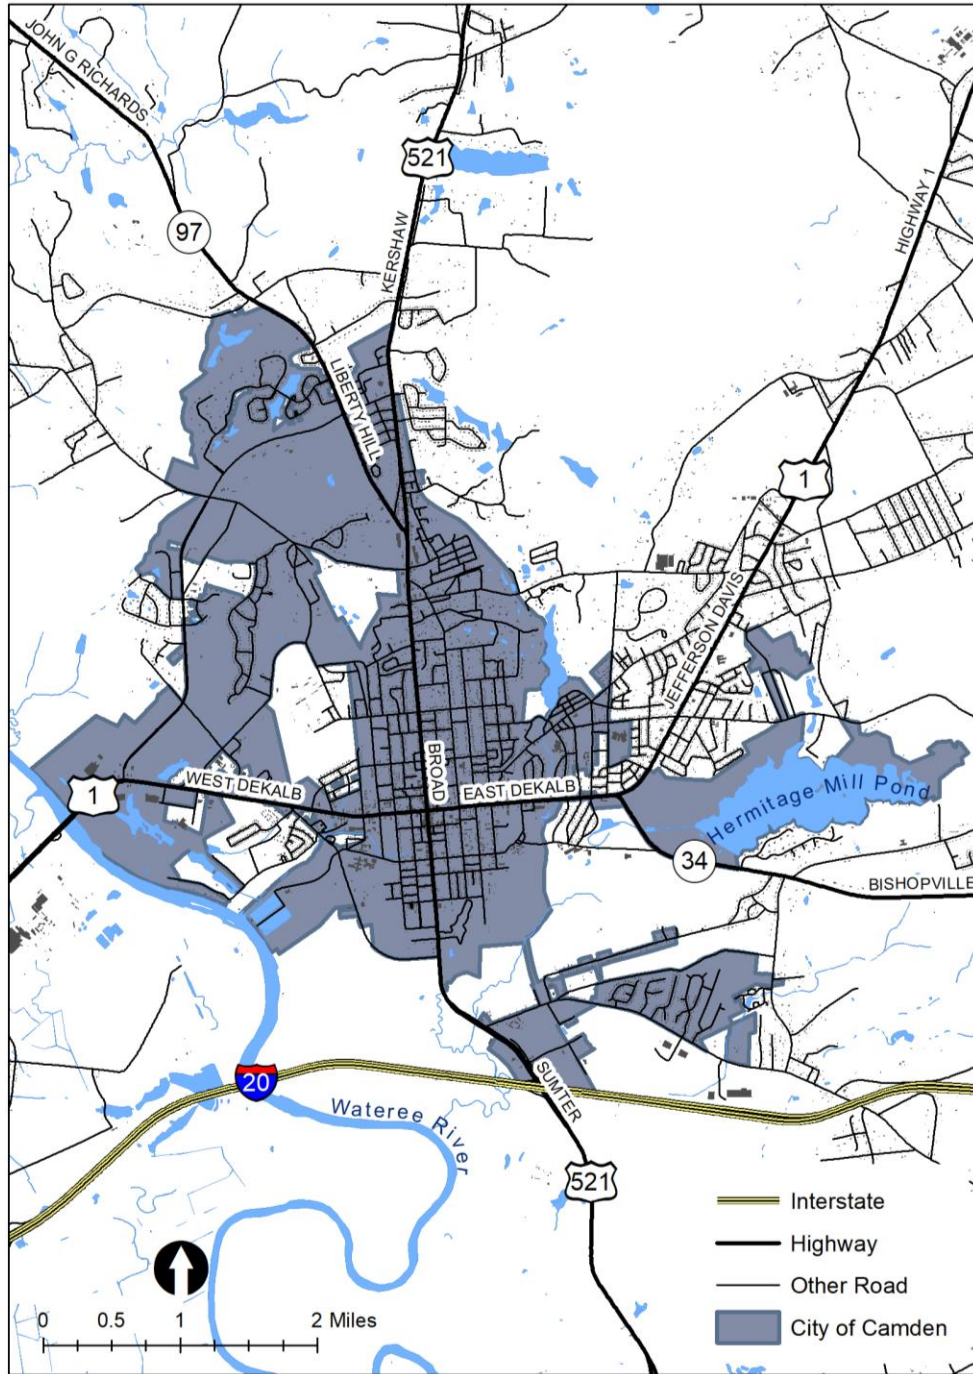 JOHN G RICHARDS
521
97
KERSHAW
HIGHWAY 1
LIBERTY HILL
1
JEFFERSON DAVIS
BROAD
WEST DEKALB
EAST DEKALB
1
Hermitage Mill Pond
34
BISHOPVILLE
SUMTER
20
Wateree River
521
Interstate
Highway
Other Road
City of Camden
0 0.5 1 2 Miles